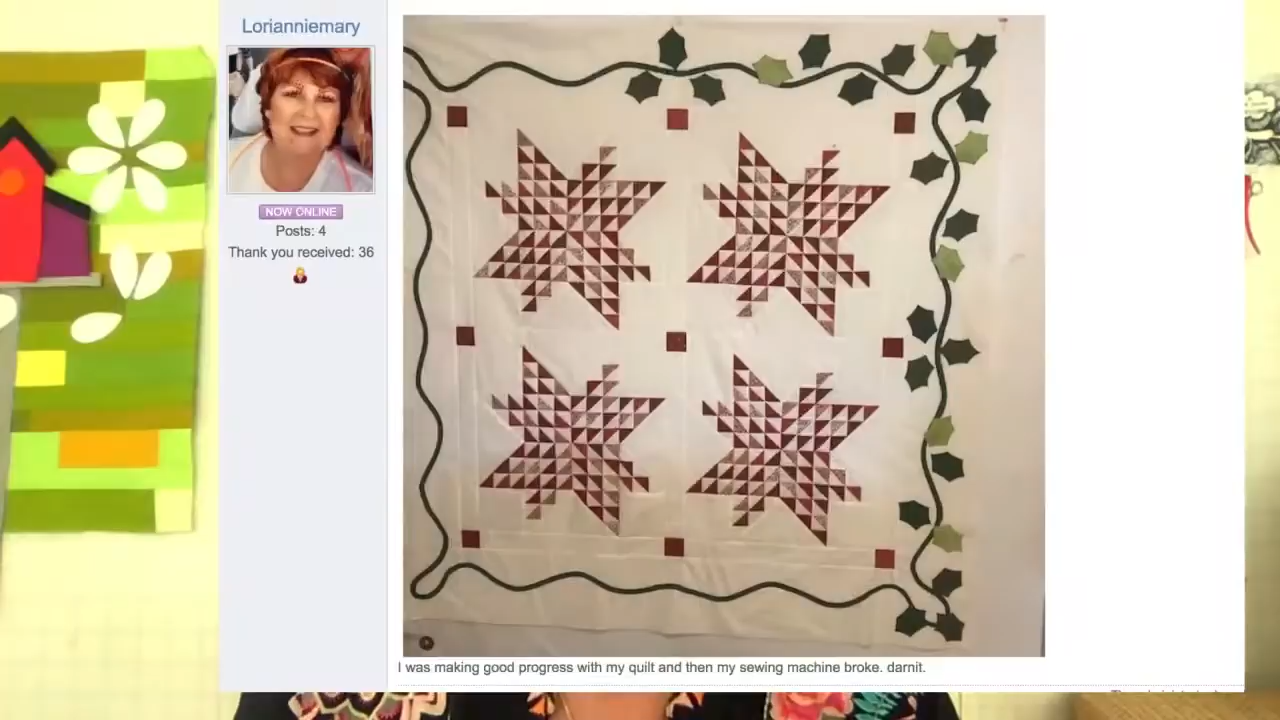 Lorianniemary
NOW ONLINE
Posts: 4
Thank you received: 36
I was making good progress with my quilt and then my sewing machine broke. darnit.